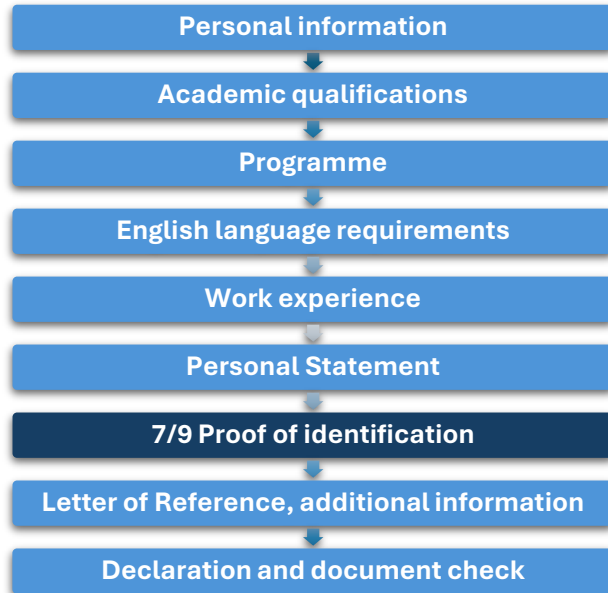 Personal information
Academic qualifications
Programme
English language requirements
Work experience
Personal Statement
7/9 Proof of identification
Letter of Reference, additional information
Declaration and document check